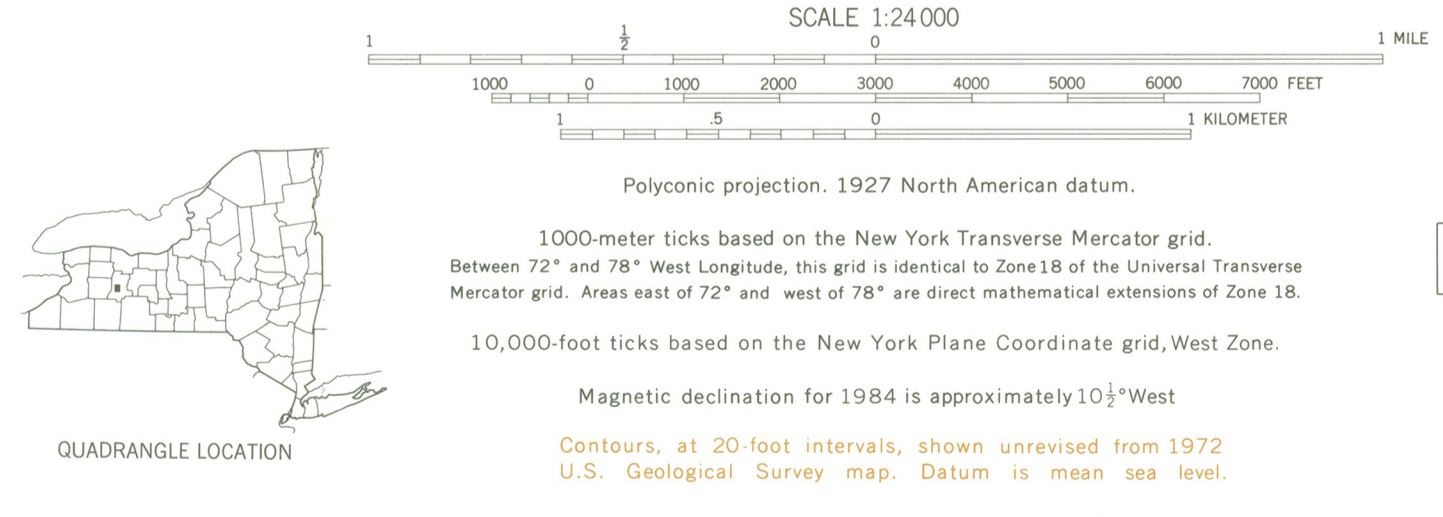 SCALE 1:24 000
1 ½ 0 1 MILE
1000 0 1000 2000 3000 4000 5000 6000 7000 FEET
1 .5 0 1 KILOMETER
Polyconic projection. 1927 North American datum.
1000-meter ticks based on the New York Transverse Mercator grid.
Between 72° and 78° West Longitude, this grid is identical to Zone 18 of the Universal Transverse
Mercator grid. Areas east of 72° and west of 78° are direct mathematical extensions of Zone 18.
10,000-foot ticks based on the New York Plane Coordinate grid, West Zone.
Magnetic declination for 1984 is approximately 10½° West
Contours, at 20-foot intervals, shown unrevised from 1972
U.S. Geological Survey map. Datum is mean sea level.
QUADRANGLE LOCATION